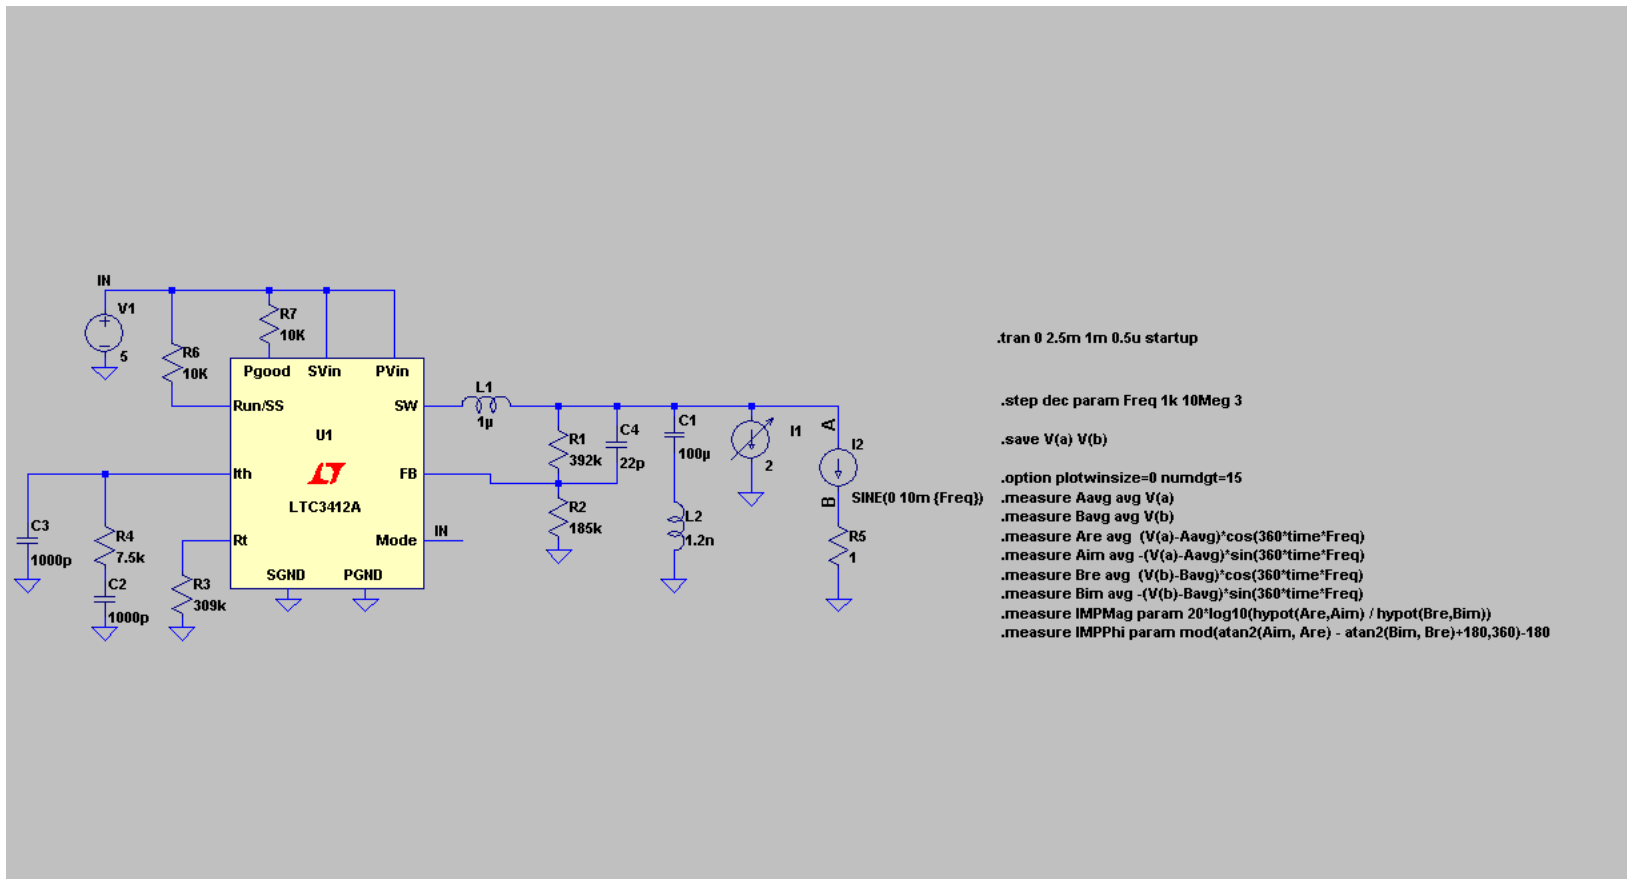 IN
V1
5
R6
10K
R7
10K
Pgood SVin PVin
Run/SS
SW
U1
Ith
FB
LTC3412A
Rt
Mode
IN
SGND PGND
C3
1000p
R4
7.5k
C2
1000p
R3
309k
L1
1µ
R1
392k
C4
22p
R2
185k
C1
100µ
L2
1.2n
I1
2
A
I2
B
SINE(0 10m {Freq})
R5
1
.tran 0 2.5m 1m 0.5u startup
.step dec param Freq 1k 10Meg 3
.save V(a) V(b)
.option plotwinsize=0 numdgt=15
.measure Aavg avg V(a)
.measure Bavg avg V(b)
.measure Are avg (V(a)-Aavg)*cos(360*time*Freq)
.measure Aim avg -(V(a)-Aavg)*sin(360*time*Freq)
.measure Bre avg (V(b)-Bavg)*cos(360*time*Freq)
.measure Bim avg -(V(b)-Bavg)*sin(360*time*Freq)
.measure IMPMag param 20*log10(hypot(Are,Aim) / hypot(Bre,Bim))
.measure IMPPhi param mod(atan2(Aim, Are) - atan2(Bim, Bre)+180,360)-180